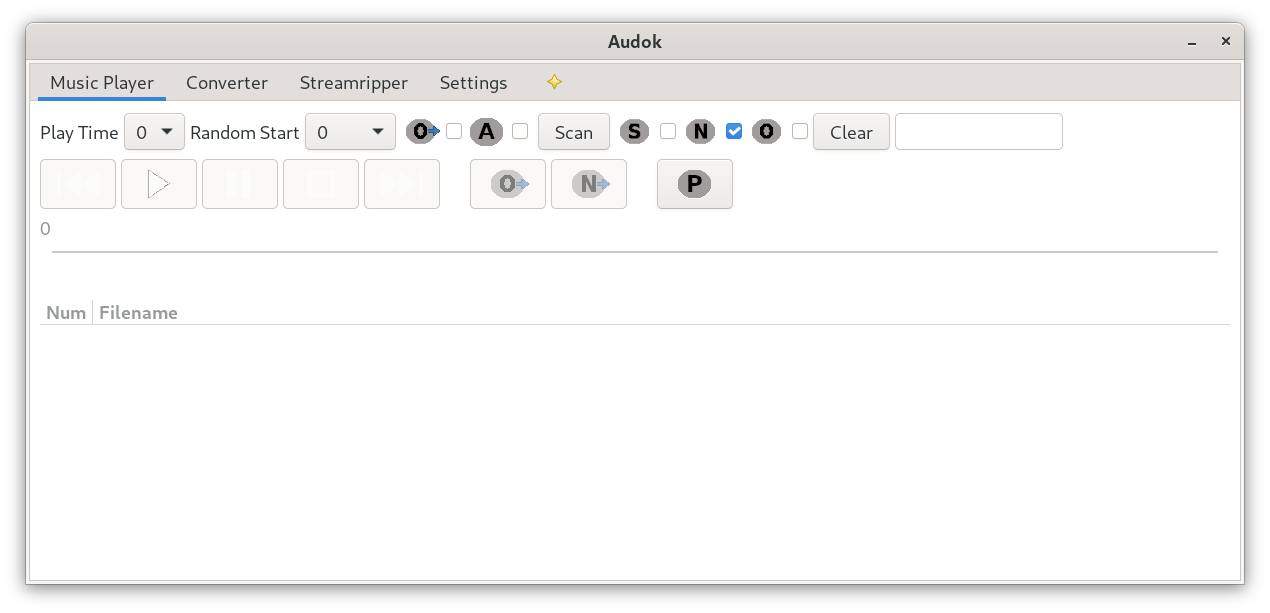 Audok
Music Player Converter Streamripper Settings
Play Time 0 Random Start 0 O A Scan S N O Clear
O N P
0
Num Filename